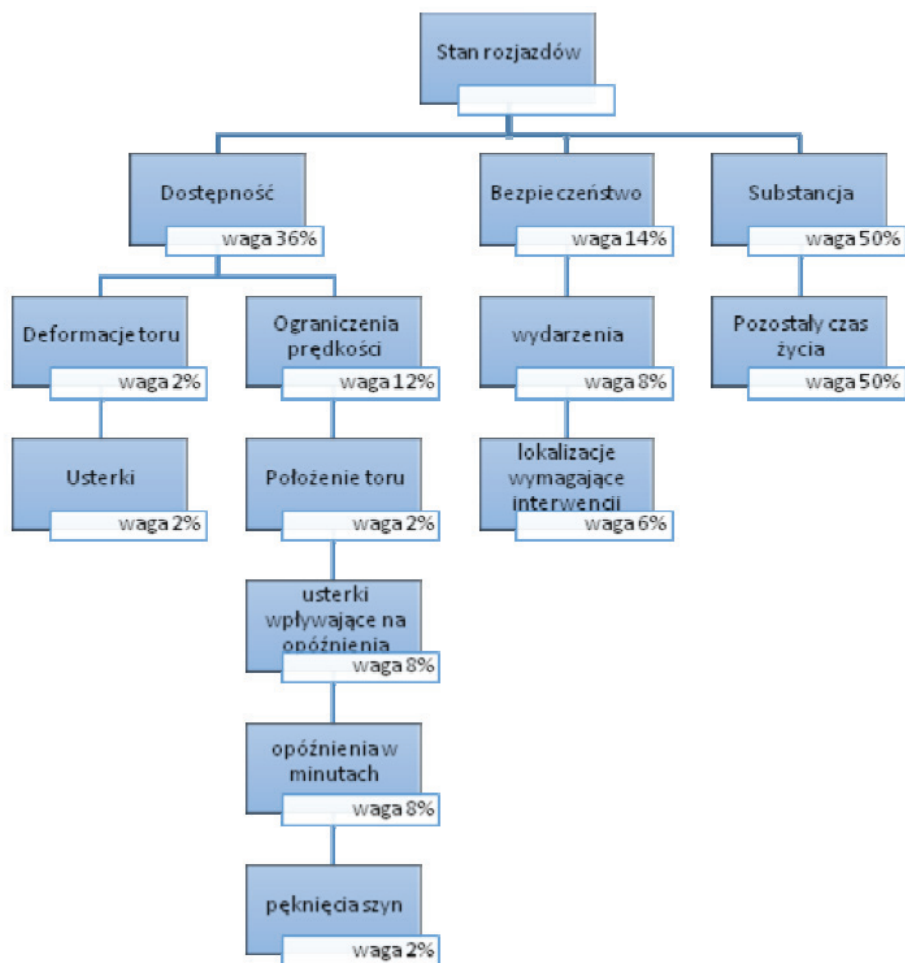 Stan rozjazdów
Dostępność
waga 36%
Bezpieczeństwo
waga 14%
Substancja
waga 50%
Deformacje toru
waga 2%
Ograniczenia
prędkości
waga 12%
wydarzenia
waga 8%
Pozostały czas
życia
waga 50%
Usterki
waga 2%
Położenie toru
waga 2%
lokalizacje
wymagające
interwencii
waga 6%
usterki
wpływające na
opóźnienia
waga 8%
opóźnienia w
minutach
waga 8%
pęknięcia szyn
waga 2%